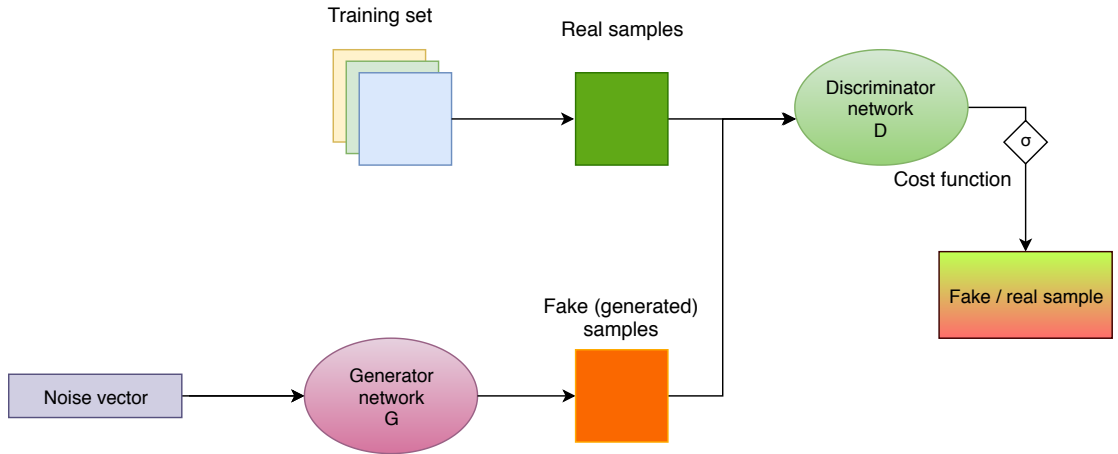 Training set
Real samples
Discriminator
network
D
σ
Cost function
Fake / real sample
Fake (generated)
samples
Noise vector
Generator
network
G